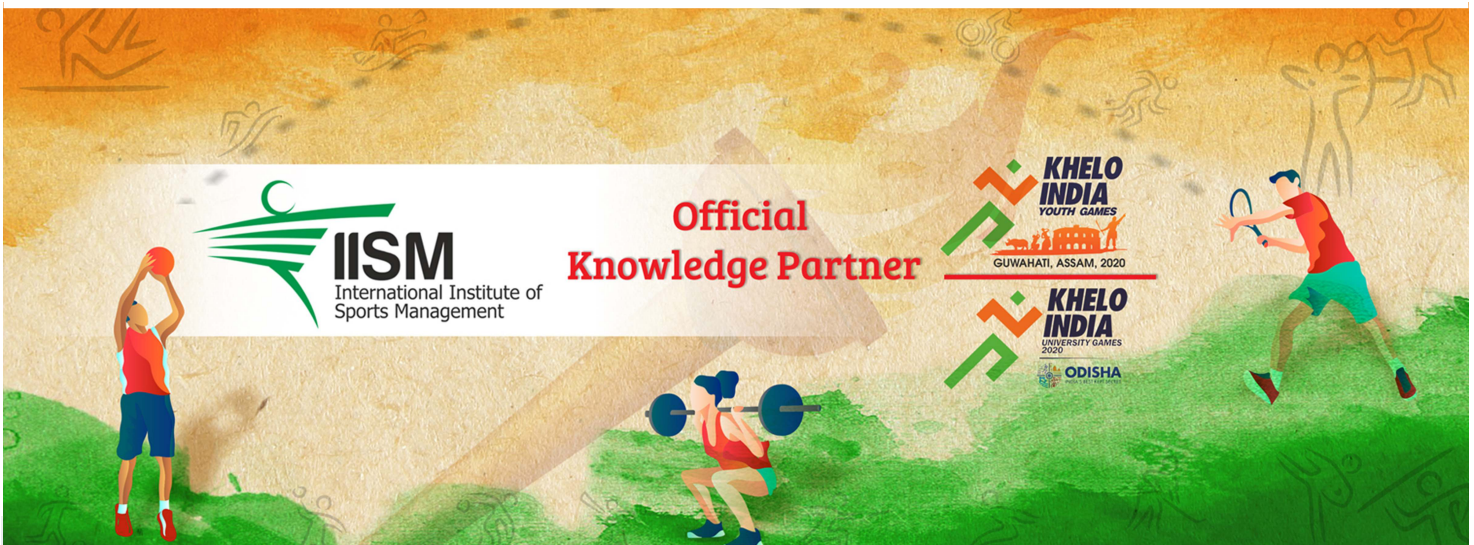 IISM
International Institute of
Sports Management
Official
Knowledge Partner
KHELO
INDIA
YOUTH GAMES
GUWAHATI, ASSAM, 2020
KHELO
INDIA
UNIVERSITY GAMES
2020
ODISHA